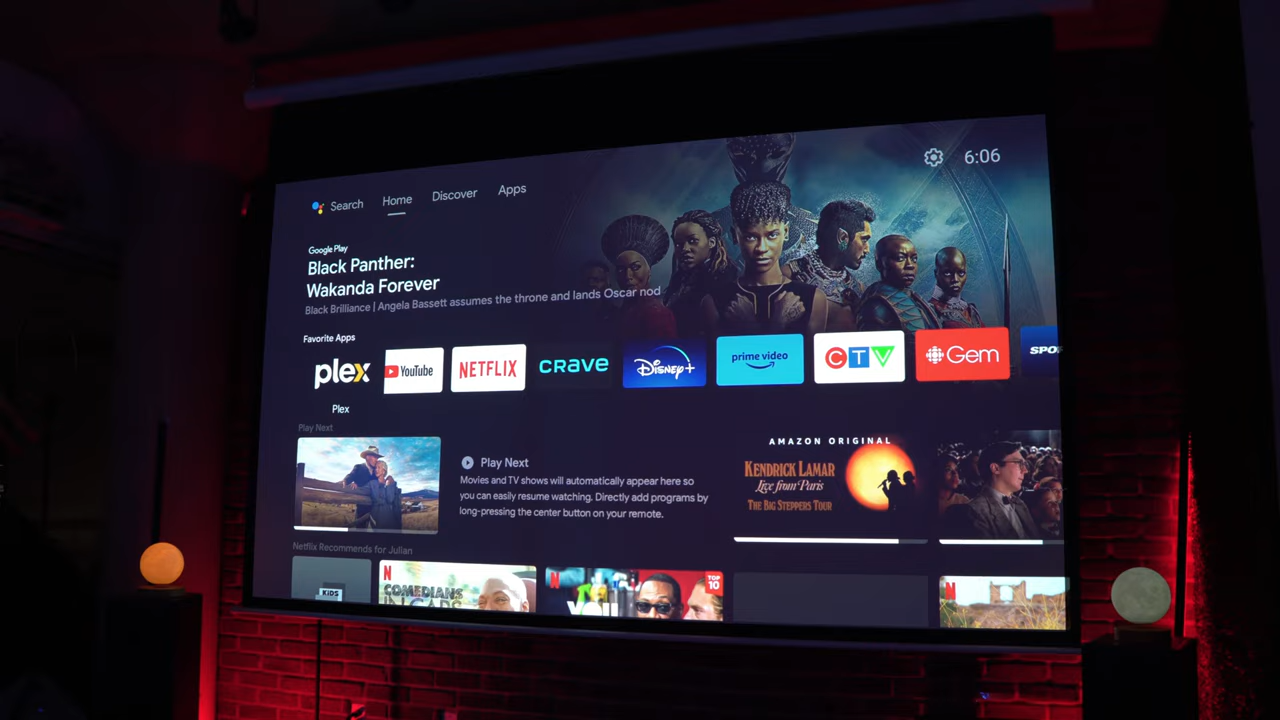 Search Home Discover Apps
6:06
Google Play
Black Panther:
Wakanda Forever
Black Brilliance | Angela Bassett assumes the throne and lands Oscar nod
Favorite Apps
plex
YouTube
NETFLIX
CRAVE
Disney+
prime video
CTV
Gem
Plex
Play Next
Play Next
Movies and TV shows will automatically appear here so
you can easily resume watching. Directly add programs by
long-pressing the center button on your remote.
AMAZON ORIGINAL
KENDRICK LAMAR
Live from Paris
THE BIG STEPPERS TOUR
Netflix Recommends for Julian
KiDS
N
COMEDIANS
IN CARS
N
TOP
10
N